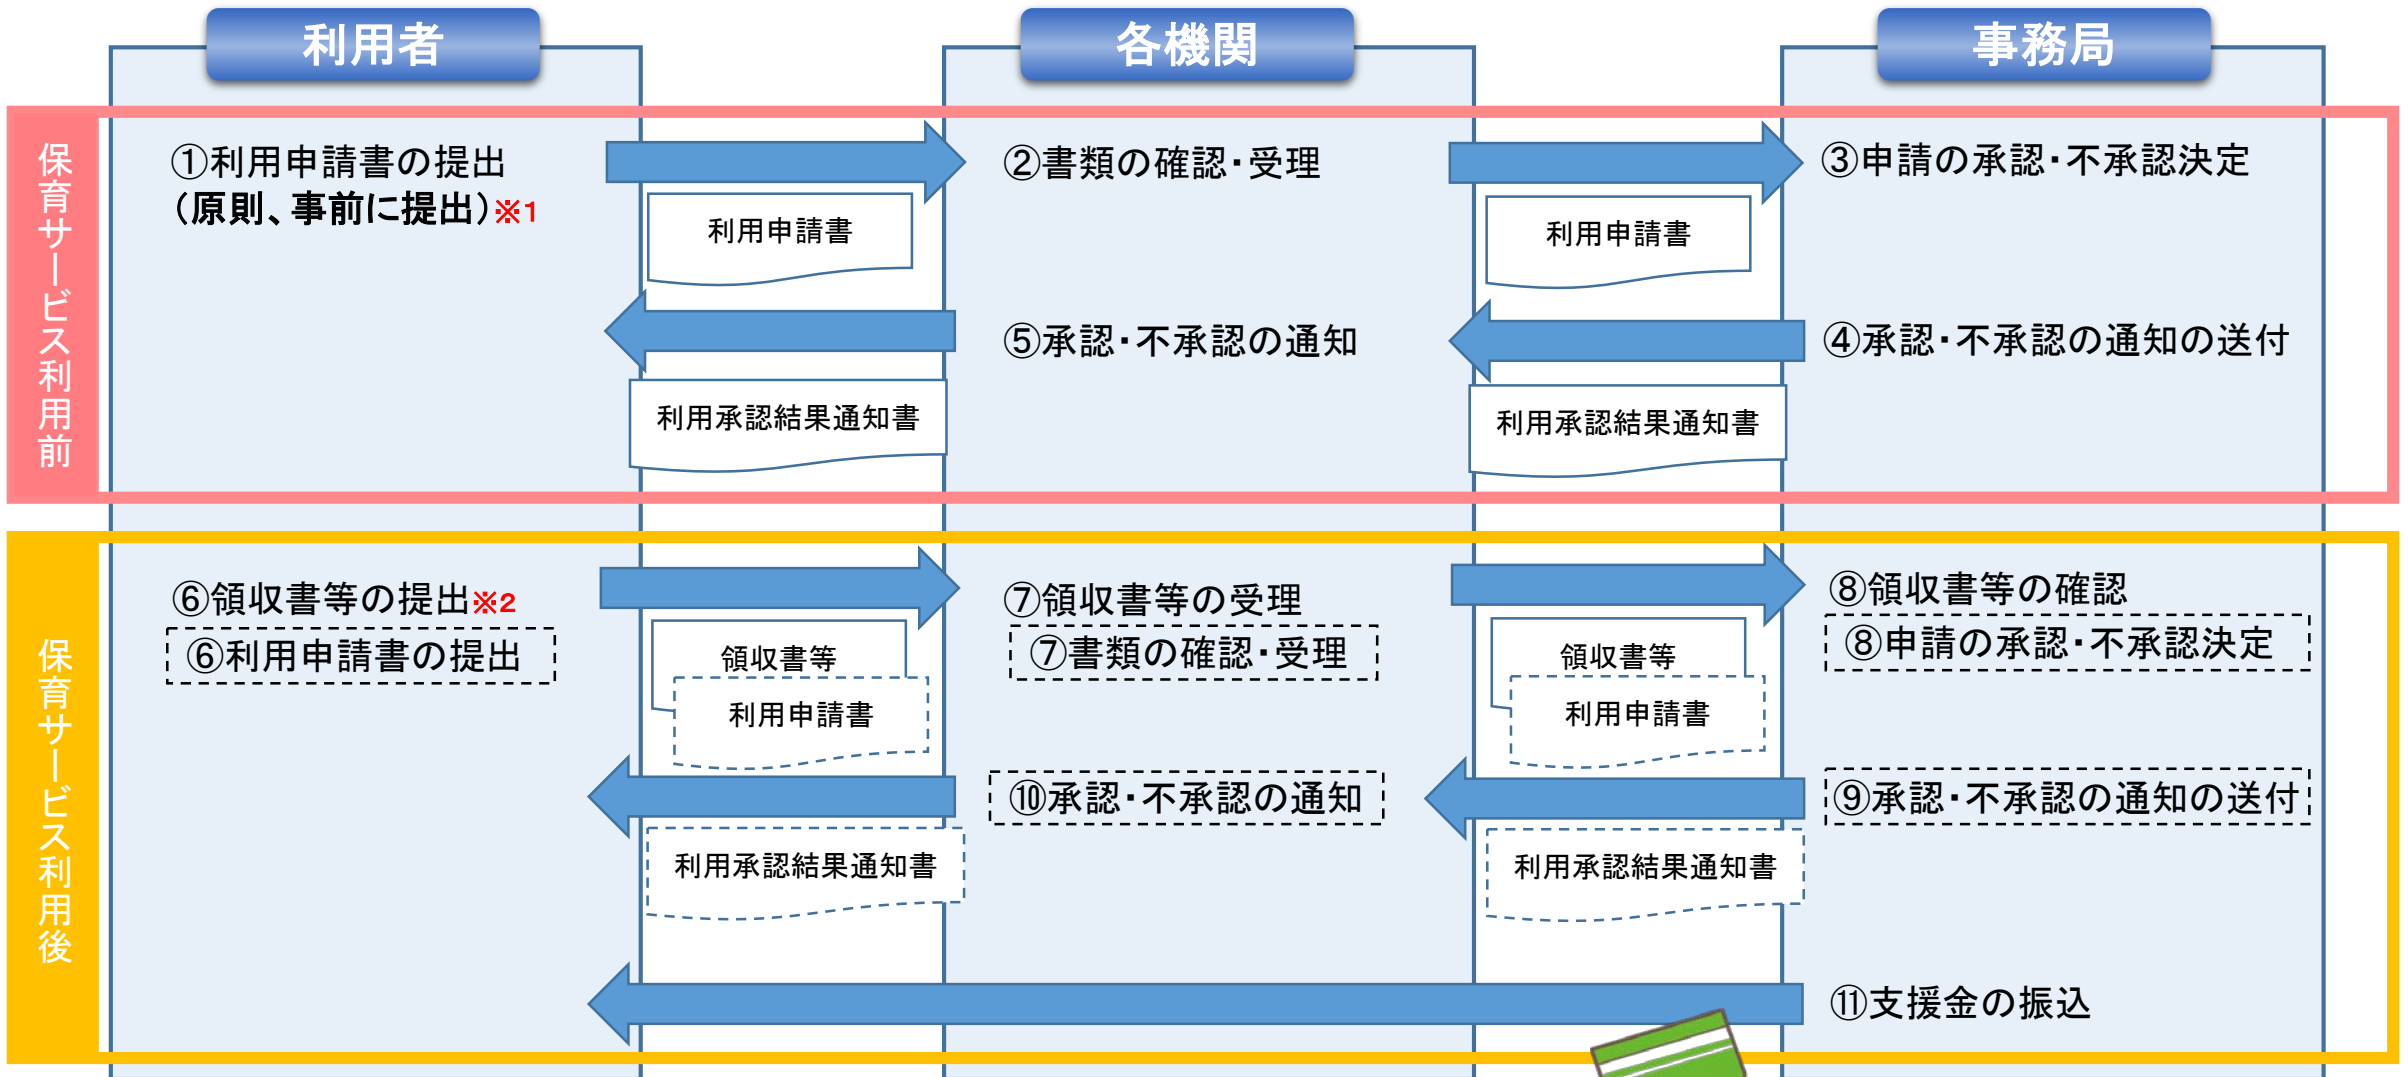 利用者
各機関
事務局
保育サービス利用前
①利用申請書の提出
（原則、事前に提出）※1
②書類の確認・受理
③申請の承認・不承認決定
利用申請書
利用申請書
⑤承認・不承認の通知
④承認・不承認の通知の送付
利用承認結果通知書
利用承認結果通知書
保育サービス利用後
⑥領収書等の提出※2
⑥利用申請書の提出
⑦領収書等の受理
⑦書類の確認・受理
⑧領収書等の確認
⑧申請の承認・不承認決定
領収書等
利用申請書
領収書等
利用申請書
⑩承認・不承認の通知
⑨承認・不承認の通知の送付
利用承認結果通知書
利用承認結果通知書
⑪支援金の振込